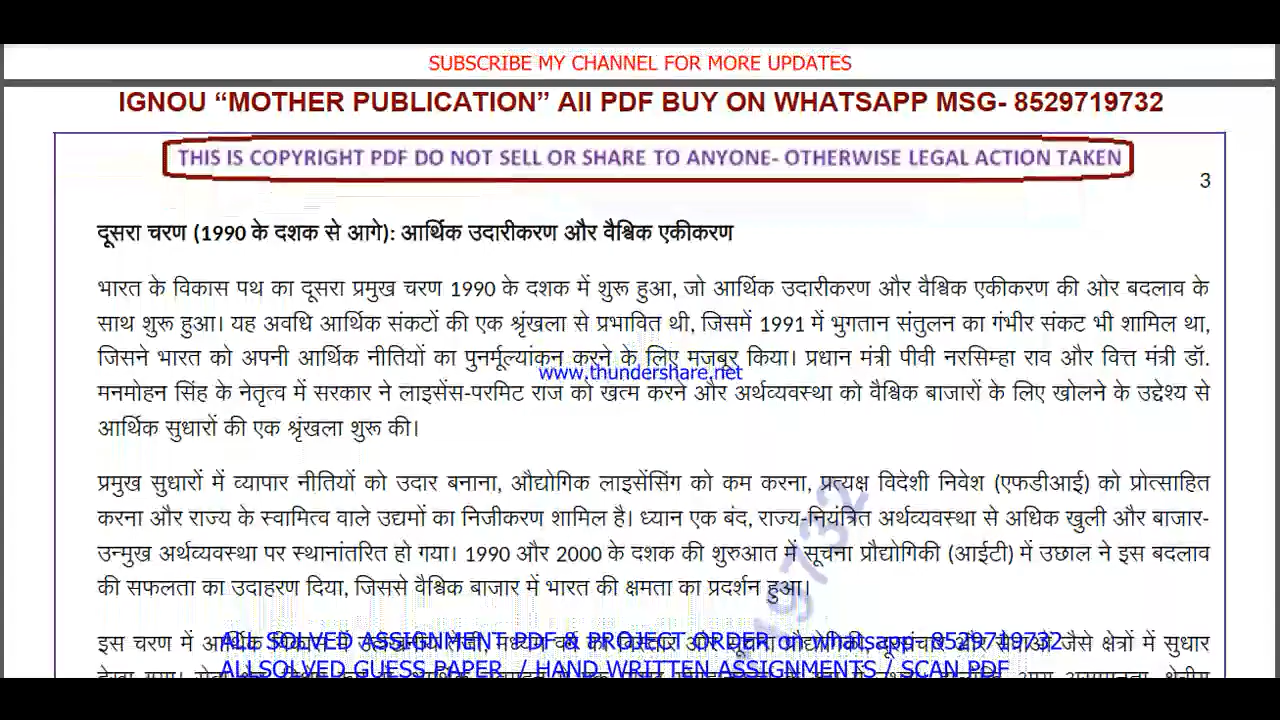 SUBSCRIBE MY CHANNEL FOR MORE UPDATES
IGNOU “MOTHER PUBLICATION” All PDF BUY ON WHATSAPP MSG- 8529719732
THIS IS COPYRIGHT PDF DO NOT SELL OR SHARE TO ANYONE- OTHERWISE LEGAL ACTION TAKEN
3
दूसरा चरण (1990 के दशक से आगे): आर्थिक उदारीकरण और वैश्विक एकीकरण
भारत के विकास पथ का दूसरा प्रमुख चरण 1990 के दशक में शुरू हुआ, जो आर्थिक उदारीकरण और वैश्विक एकीकरण की ओर बदलाव के
साथ शुरू हुआ। यह अवधि आर्थिक संकटों की एक श्रृंखला से प्रभावित थी, जिसमें 1991 में भुगतान संतुलन का गंभीर संकट भी शामिल था,
जिसने भारत को अपनी आर्थिक नीतियों का पुनर्मूल्यांकन करने के लिए मजबूर किया। प्रधान मंत्री पीवी नरसिम्हा राव और वित्त मंत्री डॉ.
www.thundershare.net
मनमोहन सिंह के नेतृत्व में सरकार ने लाइसेंस-परमिट राज को खत्म करने और अर्थव्यवस्था को वैश्विक बाजारों के लिए खोलने के उद्देश्य से
आर्थिक सुधारों की एक श्रृंखला शुरू की।
प्रमुख सुधारों में व्यापार नीतियों को उदार बनाना, औद्योगिक लाइसेंसिंग को कम करना, प्रत्यक्ष विदेशी निवेश (एफडीआई) को प्रोत्साहित
करना और राज्य के स्वामित्व वाले उद्यमों का निजीकरण शामिल है। ध्यान एक बंद, राज्य-नियंत्रित अर्थव्यवस्था से अधिक खुली और बाजार-
उन्मुख अर्थव्यवस्था पर स्थानांतरित हो गया। 1990 और 2000 के दशक की शुरुआत में सूचना प्रौद्योगिकी (आईटी) में उछाल ने इस बदलाव
की सफलता का उदाहरण दिया, जिससे वैश्विक बाजार में भारत की क्षमता का प्रदर्शन हुआ।
19732
इस चरण में आर्थिक विकास में मध्यम वर्ग का और जैसे क्षेत्रों में सुधार
ALL SOLVED ASSIGNMENT PDF & PROJECT ORDER on whatsapp - 8529719732
ALLSOLVED GUESS PAPER / HAND WRITTEN ASSIGNMENTS / SCAN PDF